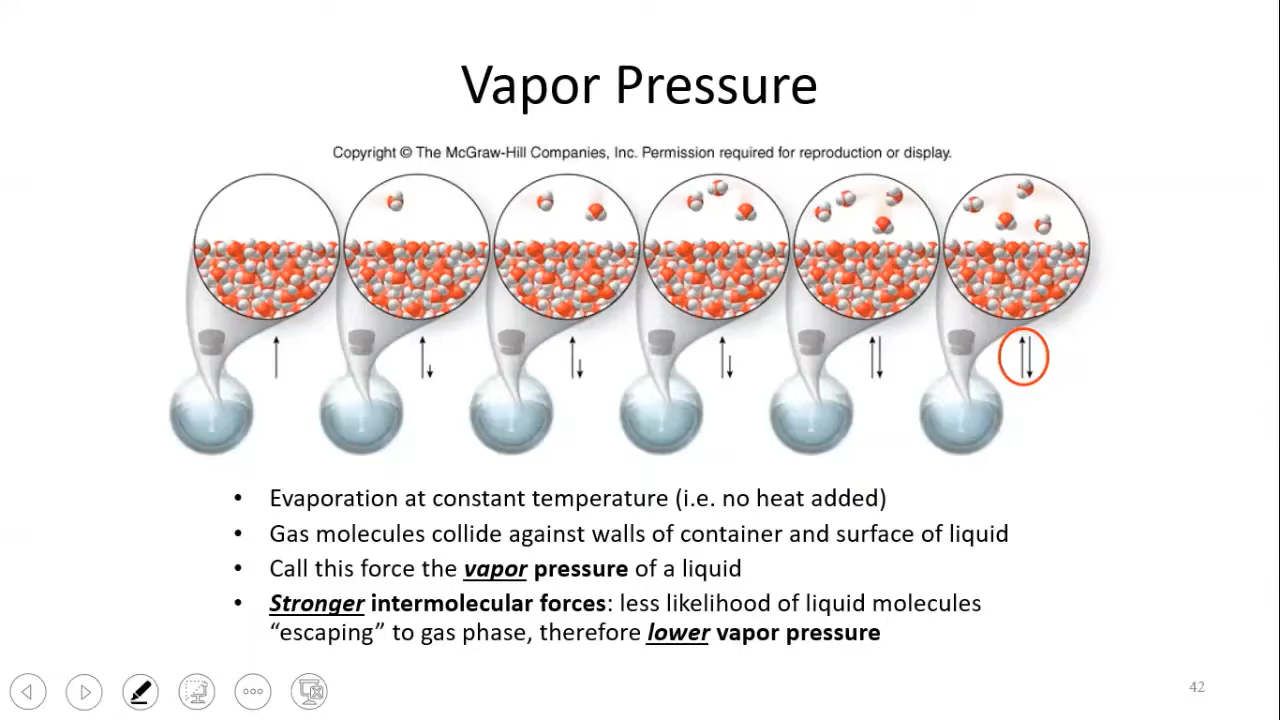 Vapor Pressure
Copyright © The McGraw-Hill Companies, Inc. Permission required for reproduction or display.
• Evaporation at constant temperature (i.e. no heat added)
• Gas molecules collide against walls of container and surface of liquid
• Call this force the vapor pressure of a liquid
• Stronger intermolecular forces: less likelihood of liquid molecules
“escaping” to gas phase, therefore lower vapor pressure
42